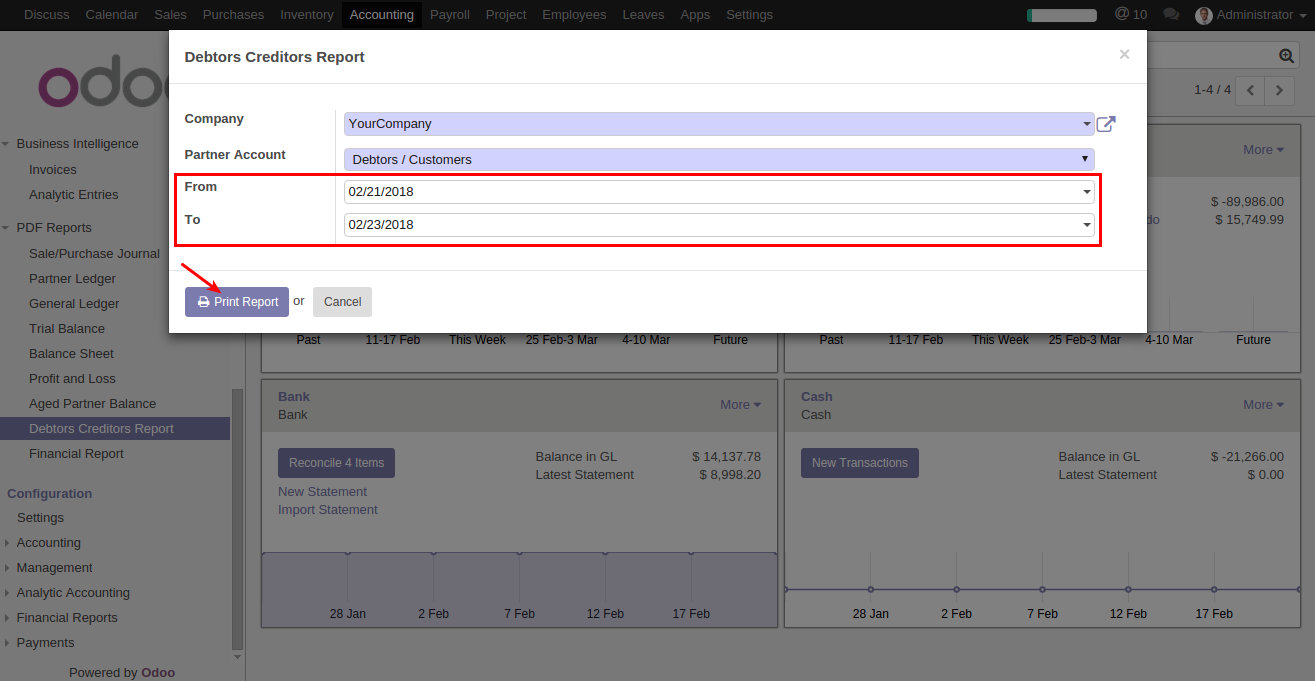 Discuss Calendar Sales Purchases Inventory Accounting Payroll Project Employees Leaves Apps Settings @ 10 Administrator
odoo
Debtors Creditors Report ×
Company YourCompany
Partner Account Debtors / Customers
From 02/21/2018
To 02/23/2018
Print Report or Cancel
1-4 / 4
Business Intelligence
Invoices
Analytic Entries
PDF Reports
Sale/Purchase Journal
Partner Ledger
General Ledger
Trial Balance
Balance Sheet
Profit and Loss
Aged Partner Balance
Debtors Creditors Report
Financial Report
Configuration
Settings
Accounting
Management
Analytic Accounting
Financial Reports
Payments
Powered by Odoo
More
$ -89,986.00
do $ 15,749.99
Past 11-17 Feb This Week 25 Feb-3 Mar 4-10 Mar Future
Past 11-17 Feb This Week 25 Feb-3 Mar 4-10 Mar Future
Bank
Bank
More
Reconcile 4 Items
New Statement
Import Statement
Balance in GL $ 14,137.78
Latest Statement $ 8,998.20
28 Jan 2 Feb 7 Feb 12 Feb 17 Feb
Cash
Cash
More
New Transactions
Balance in GL $ -21,266.00
Latest Statement $ 0.00
28 Jan 2 Feb 7 Feb 12 Feb 17 Feb